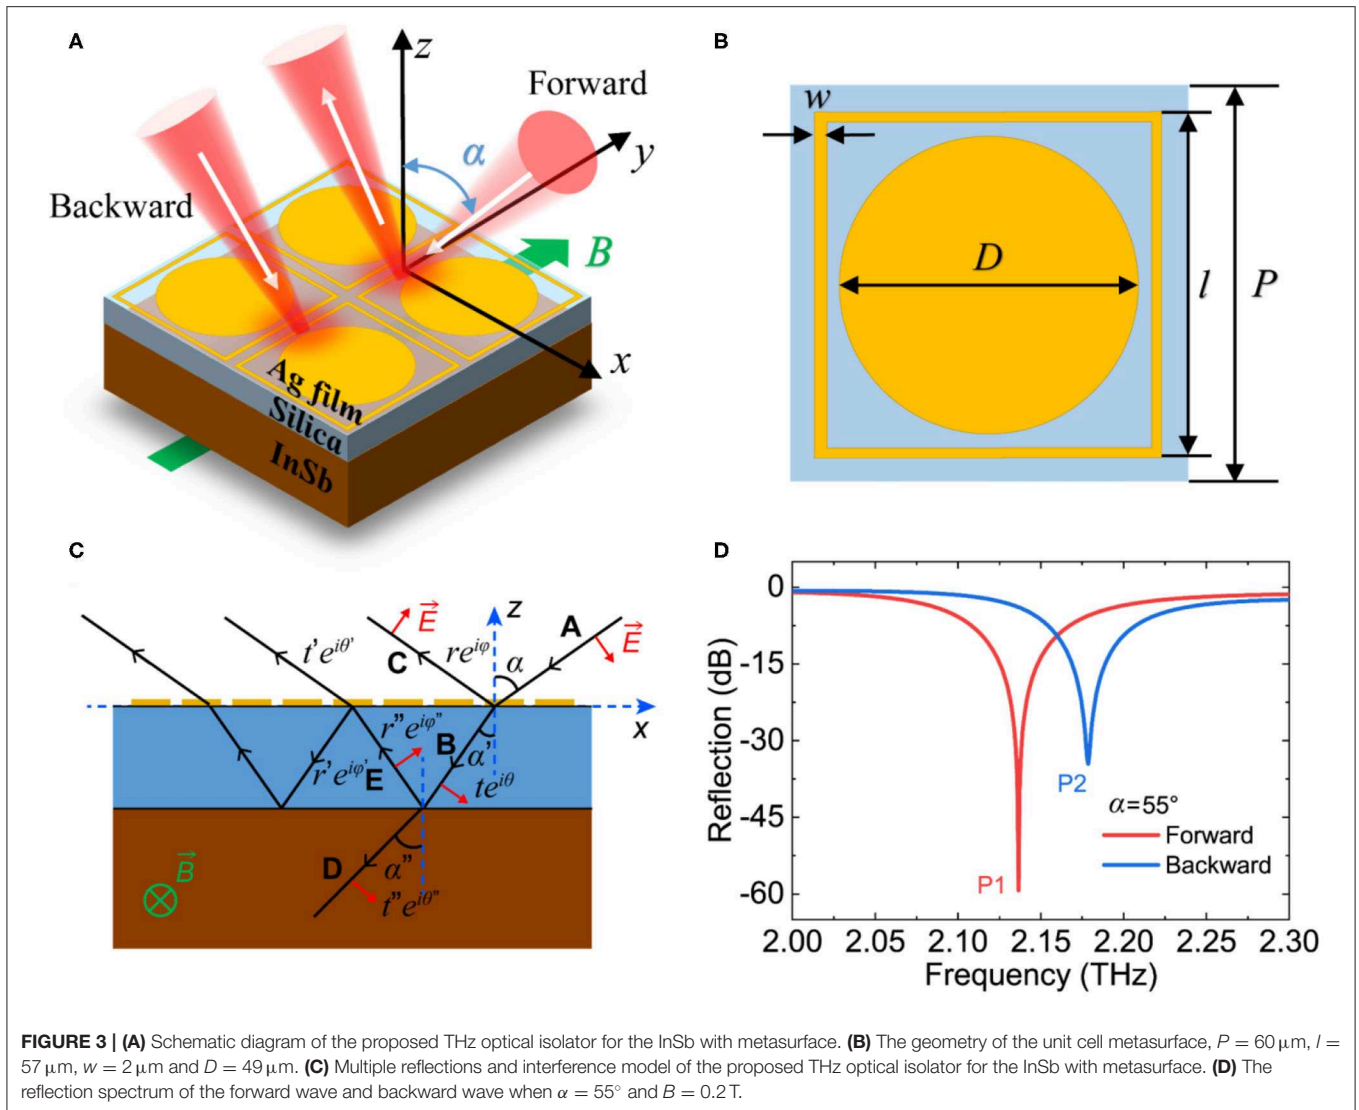 A
z
Forward
α
y
Backward
B
x
Ag film
Silica
InSb
B
w
D
l
P
C
z
A
E
E
t'e^{iθ'}
C
re^{iφ}
α
x
r''e^{iφ''}
B
α'
r'e^{iφ'}
E
te^{iθ}
D
α''
t''e^{iθ''}
B
D
Reflection (dB)
0
-15
-30
-45
-60
P1
P2
α=55°
Forward
Backward
2.00 2.05 2.10 2.15 2.20 2.25 2.30
Frequency (THz)
FIGURE 3 | (A) Schematic diagram of the proposed THz optical isolator for the InSb with metasurface. (B) The geometry of the unit cell metasurface, P = 60 μm, l =
57 μm, w = 2 μm and D = 49 μm. (C) Multiple reflections and interference model of the proposed THz optical isolator for the InSb with metasurface. (D) The
reflection spectrum of the forward wave and backward wave when α = 55° and B = 0.2 T.